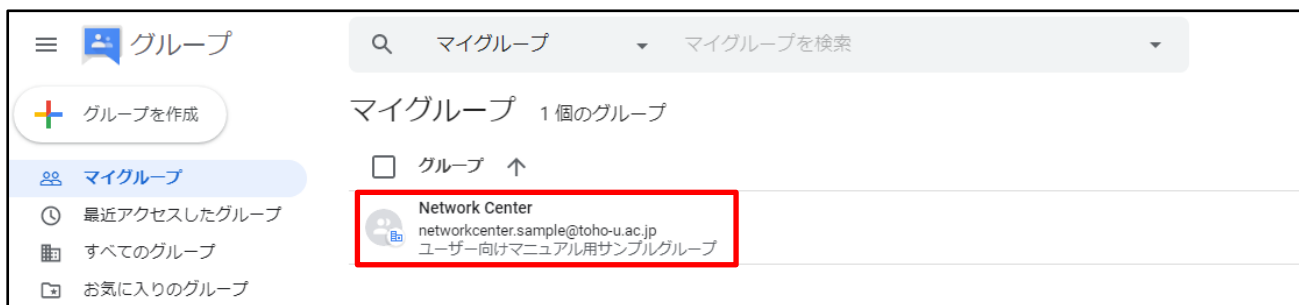 グループ
マイグループ
マイグループを検索
グループを作成
マイグループ 1 個のグループ
グループ
マイグループ
Network Center
最近アクセスしたグループ
networkcenter.sample@toho-u.ac.jp
ユーザー向けマニュアル用サンプルグループ
すべてのグループ
お気に入りのグループ